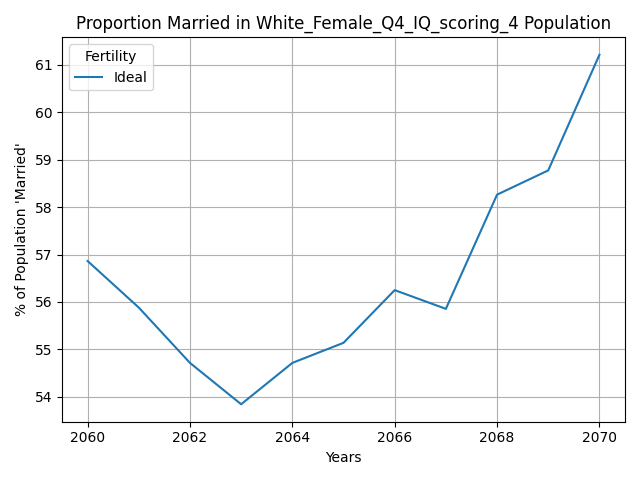 Proportion Married in White_Female_Q4_IQ_scoring_4 Population
Fertility
Ideal
% of Population 'Married'
61
60
59
58
57
56
55
54
2060 2062 2064 2066 2068 2070
Years